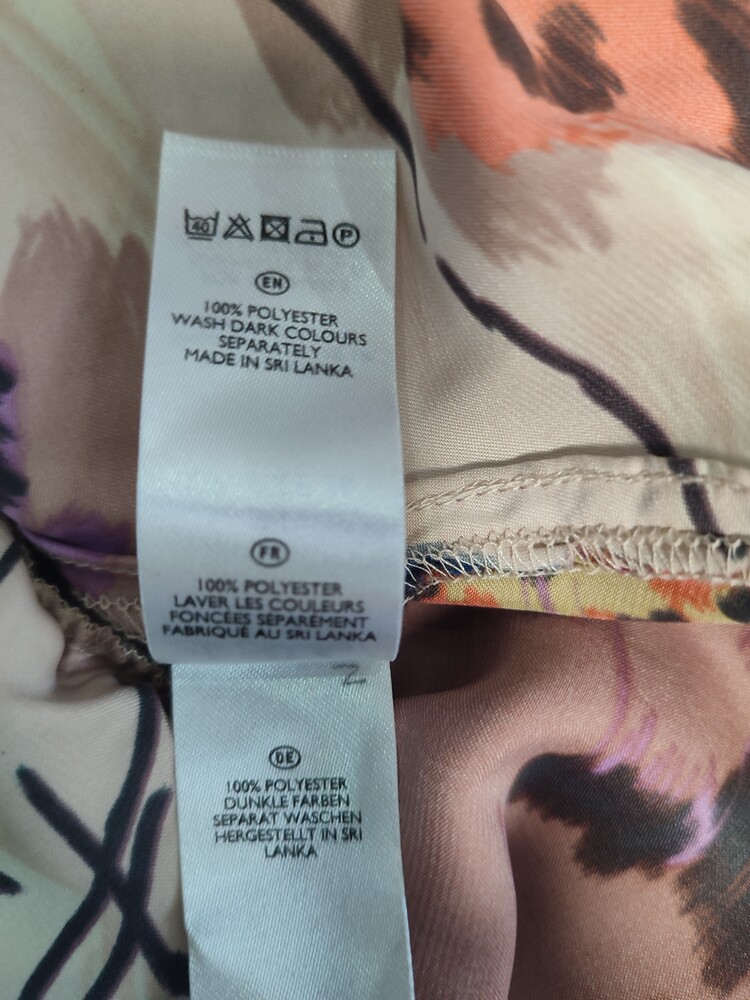 40 P
EN
100% POLYESTER
WASH DARK COLOURS
SEPARATELY
MADE IN SRI LANKA
FR
100% POLYESTER
LAVER LES COULEURS
FONCÉES SEPARÉMENT
FABRIQUÉ AU SRI LANKA
DE
100% POLYESTER
DUNKLE FARBEN
SEPARAT WASCHEN
HERGESTELLT IN SRI
LANKA